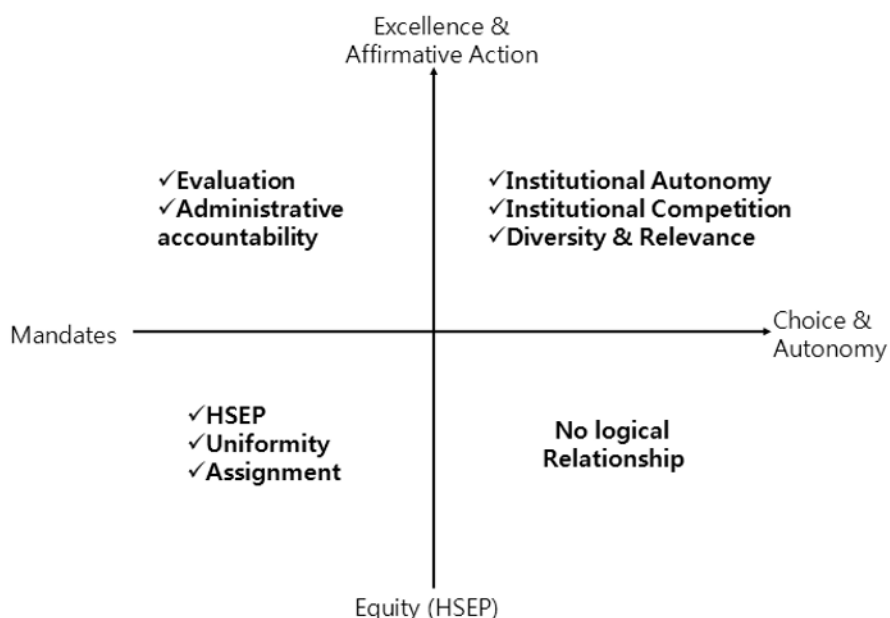 Excellence &
Affirmative Action
✓Evaluation
✓Administrative
accountability
✓Institutional Autonomy
✓Institutional Competition
✓Diversity & Relevance
Mandates
Choice &
Autonomy
✓HSEP
✓Uniformity
✓Assignment
No logical
Relationship
Equity (HSEP)